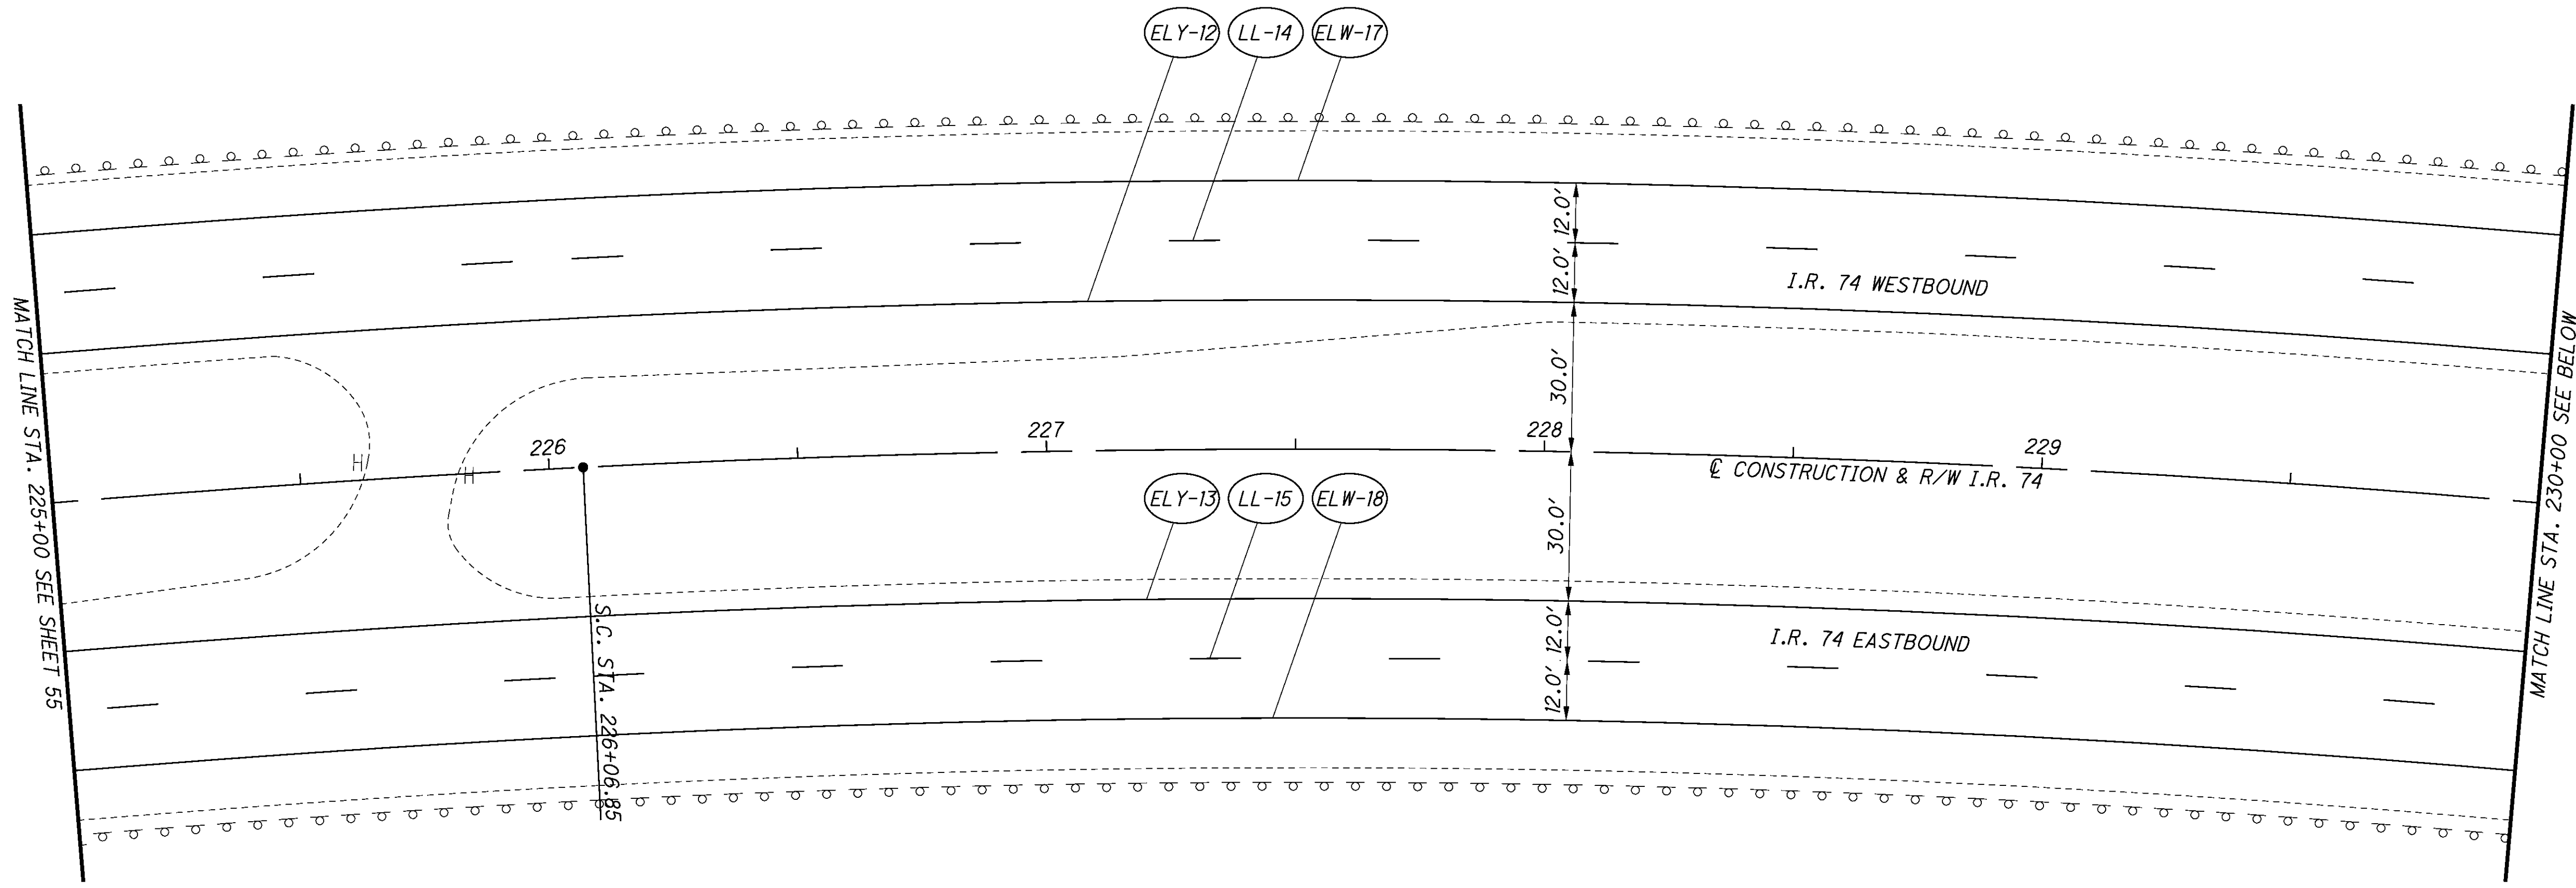 ELY-12 LL-14 ELW-17
12.0'
12.0'
I.R. 74 WESTBOUND
MATCH LINE STA. 225+00 SEE SHEET 55
30.0'
226 227 228 229
℄ CONSTRUCTION & R/W I.R. 74
MATCH LINE STA. 230+00 SEE BELOW
H H
ELY-13 LL-15 ELW-18
30.0'
S.C. STA. 226+06.85
12.0'
I.R. 74 EASTBOUND
12.0'